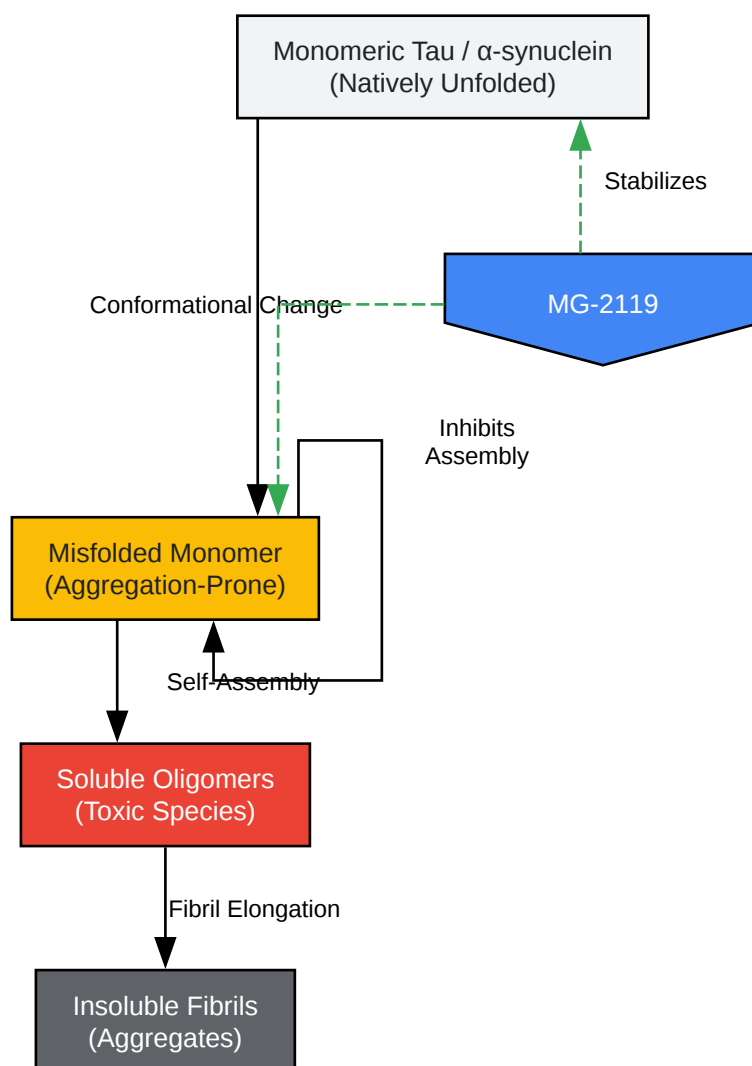 Monomeric Tau / α-synuclein
(Natively Unfolded)
Stabilizes
MG-2119
Conformational Change
Inhibits
Assembly
Misfolded Monomer
(Aggregation-Prone)
Self-Assembly
Soluble Oligomers
(Toxic Species)
Fibril Elongation
Insoluble Fibrils
(Aggregates)